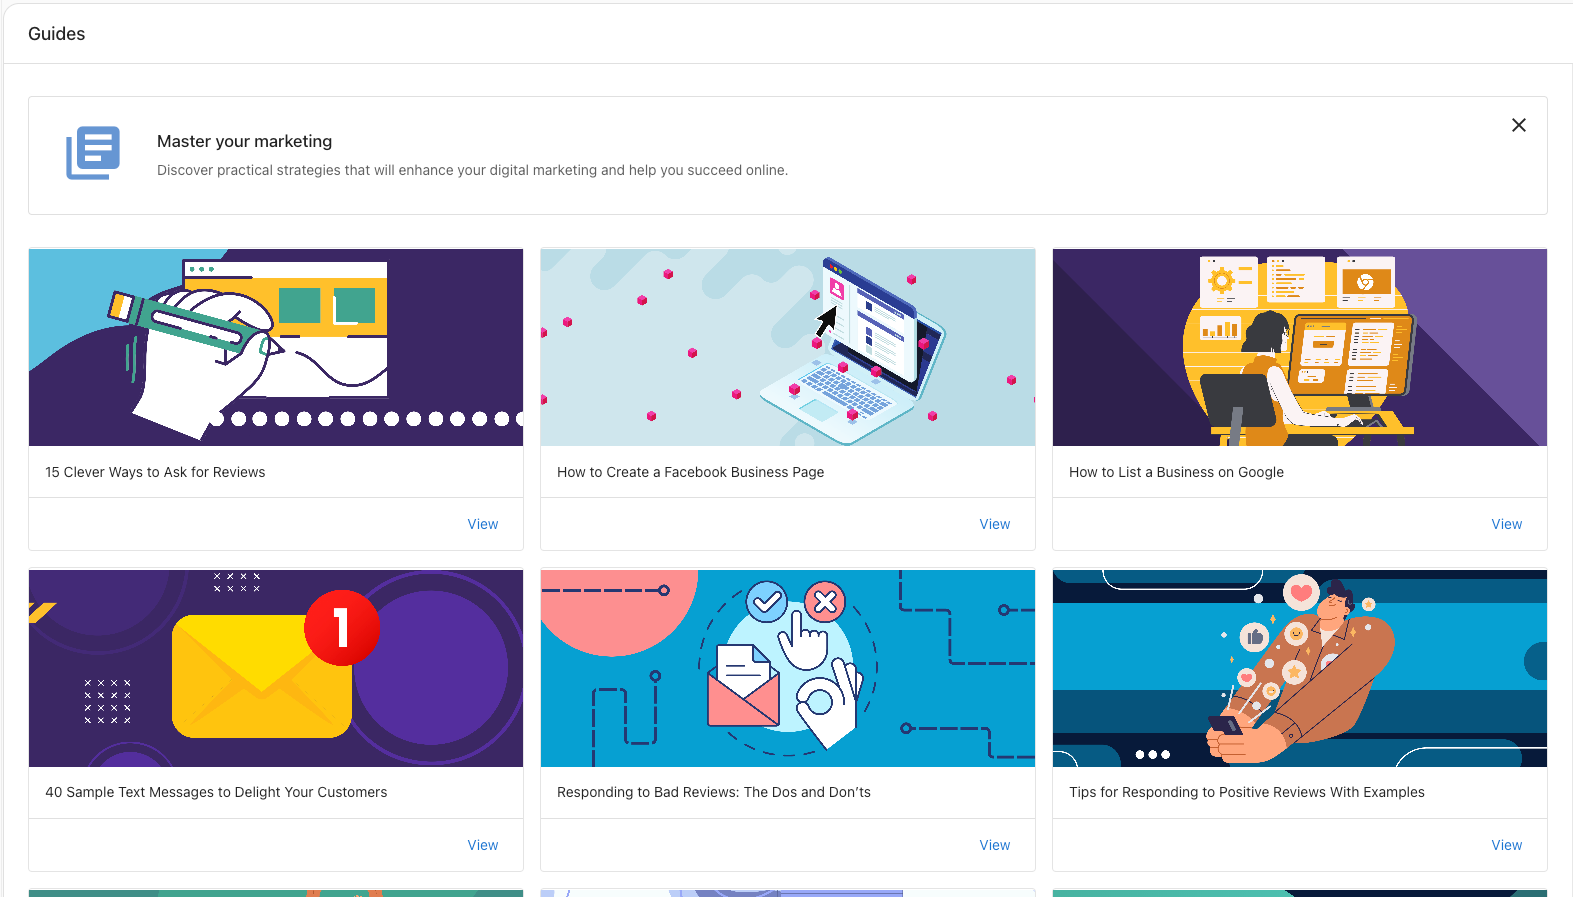 Guides
Master your marketing
Discover practical strategies that will enhance your digital marketing and help you succeed online.
15 Clever Ways to Ask for Reviews
View
How to Create a Facebook Business Page
View
How to List a Business on Google
View
1
40 Sample Text Messages to Delight Your Customers
View
Responding to Bad Reviews: The Dos and Don’ts
View
Tips for Responding to Positive Reviews With Examples
View